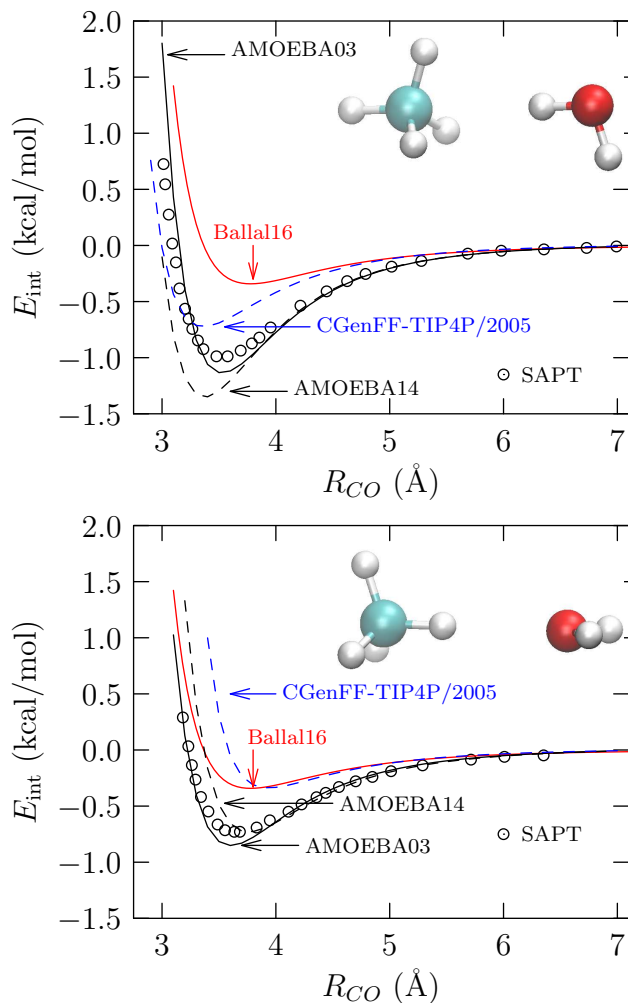 2.0
AMOEBA03
1.5
1.0
0.5
Ballal16
0.0
−0.5
CGenFF-TIP4P/2005
−1.0
SAPT
AMOEBA14
−1.5
E_int (kcal/mol)
3 4 5 6 7
R_CO (Å)
2.0
1.5
1.0
0.5
CGenFF-TIP4P/2005
Ballal16
0.0
AMOEBA14
−0.5
SAPT
AMOEBA03
−1.0
−1.5
E_int (kcal/mol)
3 4 5 6 7
R_CO (Å)